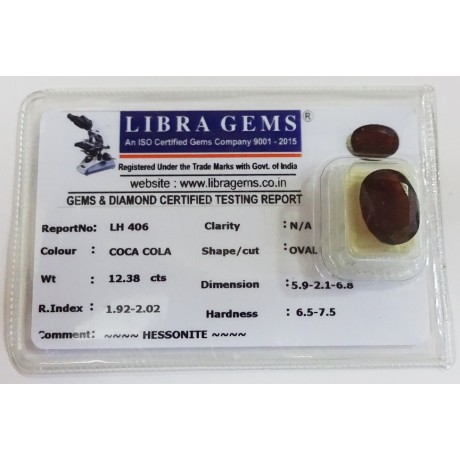 LIBRA GEMS ®
An ISO Certified Gems Company 9001 - 2015
Registered Under the Trade Marks with Govt. of India
website : www.libragems.co.in
GEMS & DIAMOND CERTIFIED TESTING REPORT
ReportNo: LH 406 Clarity : N/A
Colour : COCA COLA Shape/cut : OVAL
Wt : 12.38 cts Dimension : 5.9-2.1-6.8
R.Index : 1.92-2.02 Hardness : 6.5-7.5
Comment: ~~~~ HESSONITE ~~~~